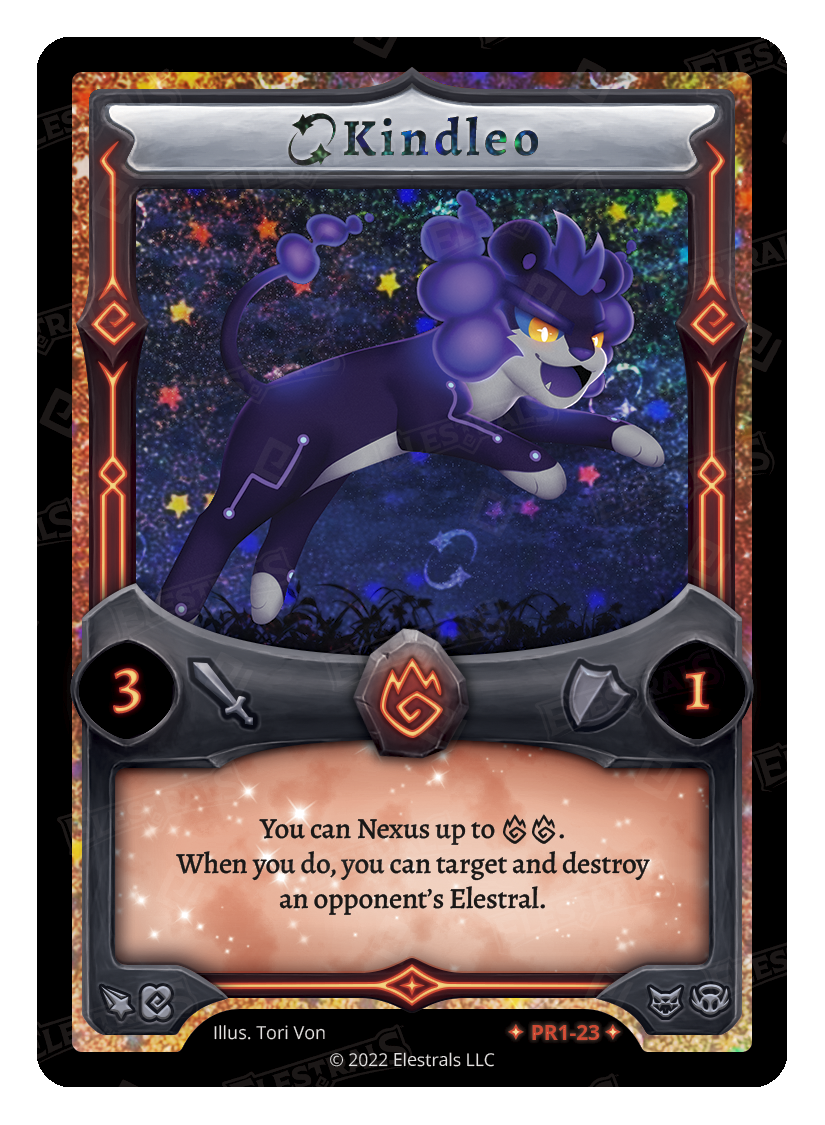 Kindleo
3
1
You can Nexus up to .
When you do, you can target and destroy
an opponent's Elestral.
Illus. Tori Von
PR1-23
© 2022 Elestrals LLC